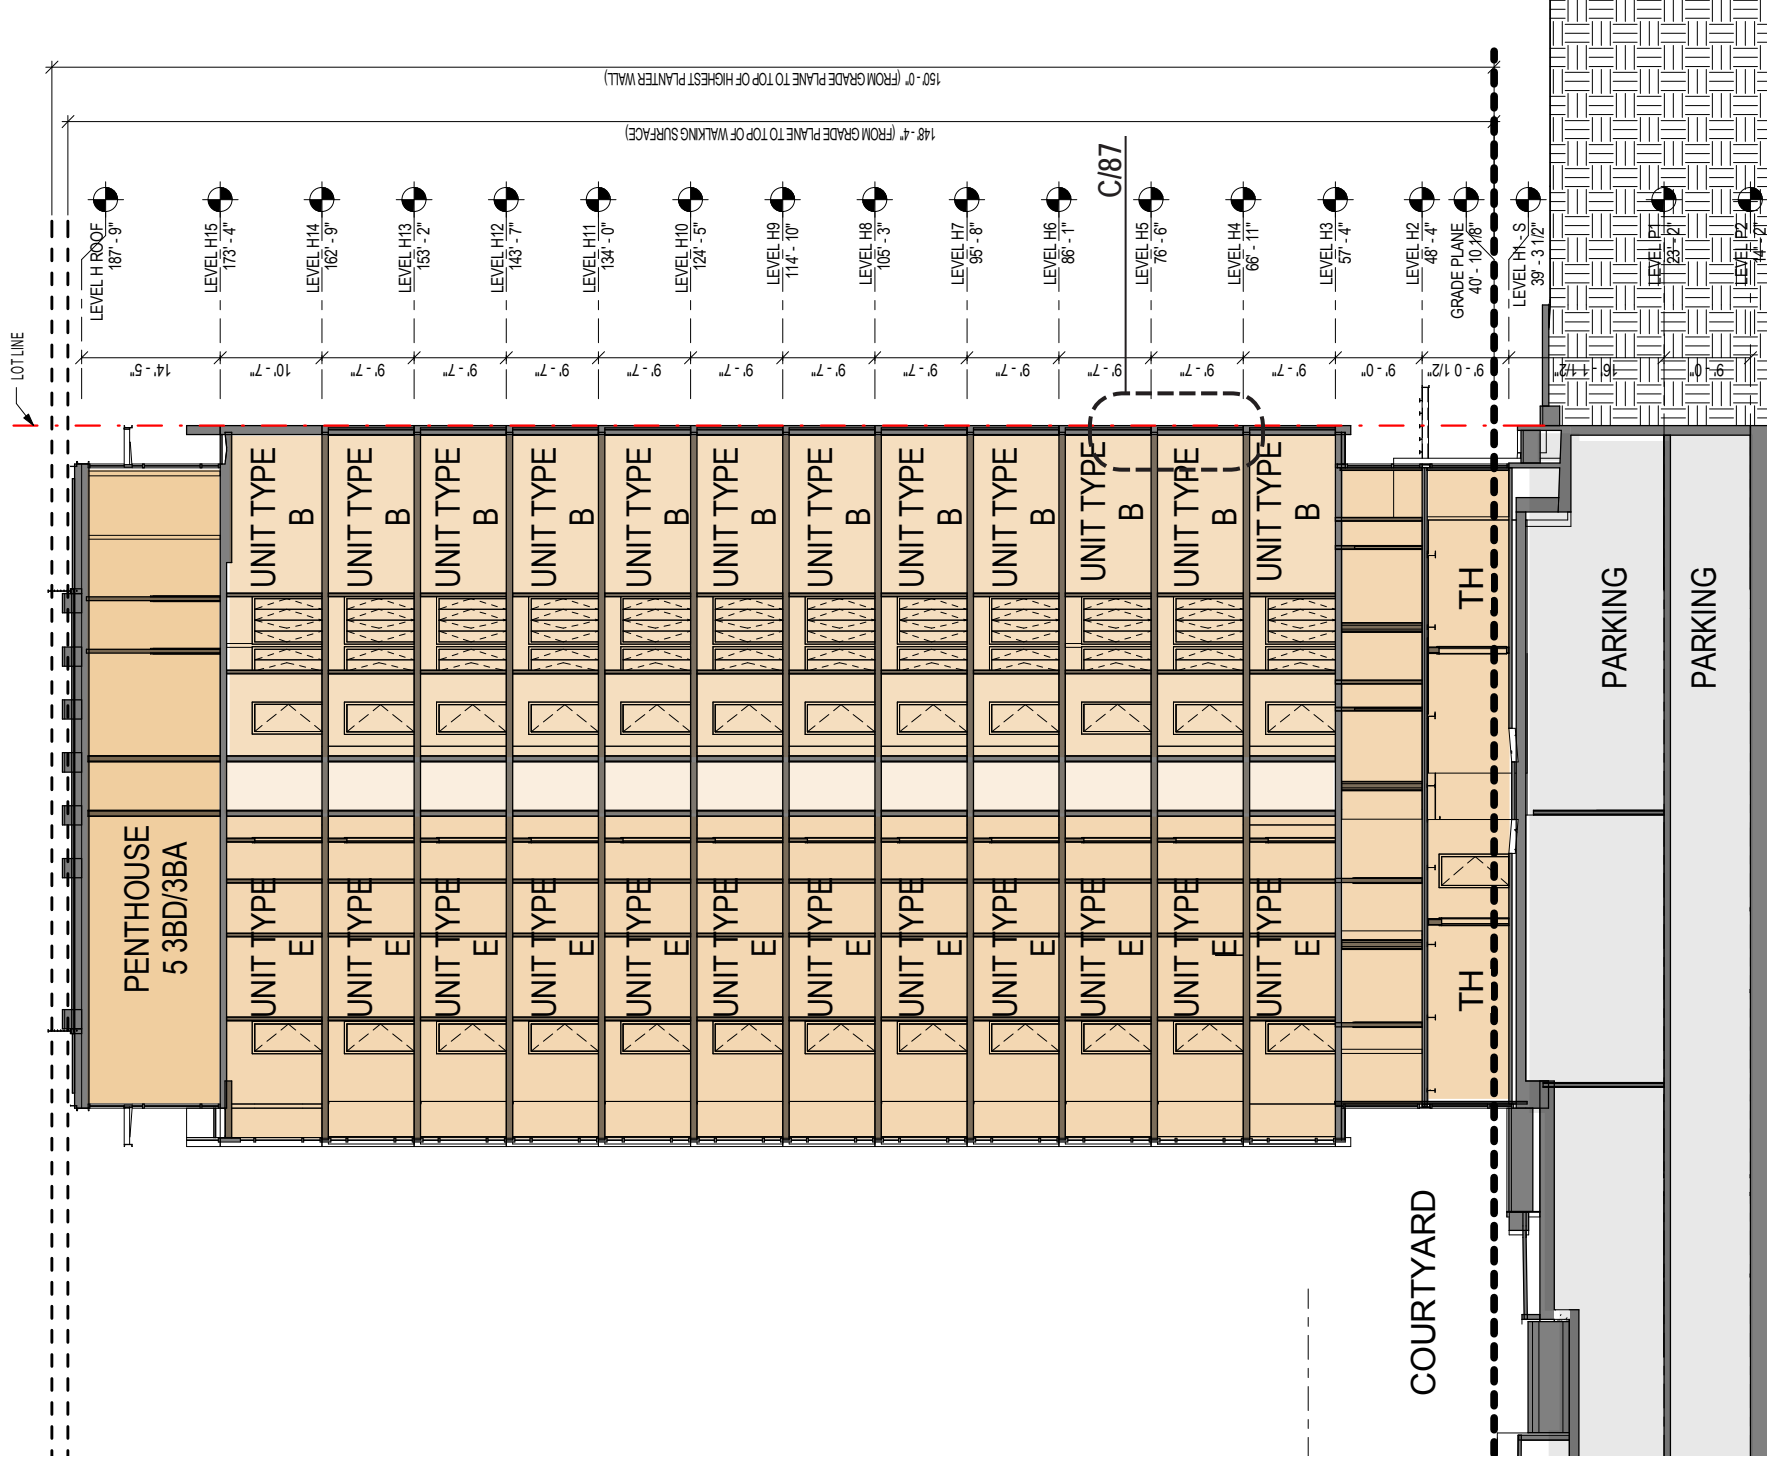 LOT LINE
150' - 0" (FROM GRADE PLANE TO TOP OF HIGHEST PLANTER WALL)
148' - 4" (FROM GRADE PLANE TO TOP OF WALKING SURFACE)
LEVEL H ROOF
187' - 9"
LEVEL H15
173' - 4"
LEVEL H14
162' - 9"
LEVEL H13
153' - 2"
LEVEL H12
143' - 7"
LEVEL H11
134' - 0"
LEVEL H10
124' - 5"
LEVEL H9
114' - 10"
LEVEL H8
105' - 3"
LEVEL H7
95' - 8"
LEVEL H6
86' - 1"
LEVEL H5
76' - 6"
LEVEL H4
66' - 11"
LEVEL H3
57' - 4"
LEVEL H2
48' - 4"
GRADE PLANE
40' - 10 1/8"
LEVEL H1 - S
39' - 3 1/2"
LEVEL P1
23' - 2"
LEVEL P2
14' - 2"
C/87
14' - 5"
10' - 7"
9' - 7"
9' - 7"
9' - 7"
9' - 7"
9' - 7"
9' - 7"
9' - 7"
9' - 7"
9' - 7"
9' - 7"
9' - 7"
9' - 0"
9' - 0 1/2"
16' - 1 1/2"
9' - 0"
PENTHOUSE
5 3BD/3BA
UNIT TYPE
B
UNIT TYPE
B
UNIT TYPE
B
UNIT TYPE
B
UNIT TYPE
B
UNIT TYPE
B
UNIT TYPE
B
UNIT TYPE
B
UNIT TYPE
B
UNIT TYPE
B
UNIT TYPE
B
UNIT TYPE
B
UNIT TYPE
E
UNIT TYPE
E
UNIT TYPE
E
UNIT TYPE
E
UNIT TYPE
E
UNIT TYPE
E
UNIT TYPE
E
UNIT TYPE
E
UNIT TYPE
E
UNIT TYPE
E
UNIT TYPE
E
UNIT TYPE
E
TH
TH
PARKING
PARKING
COURTYARD